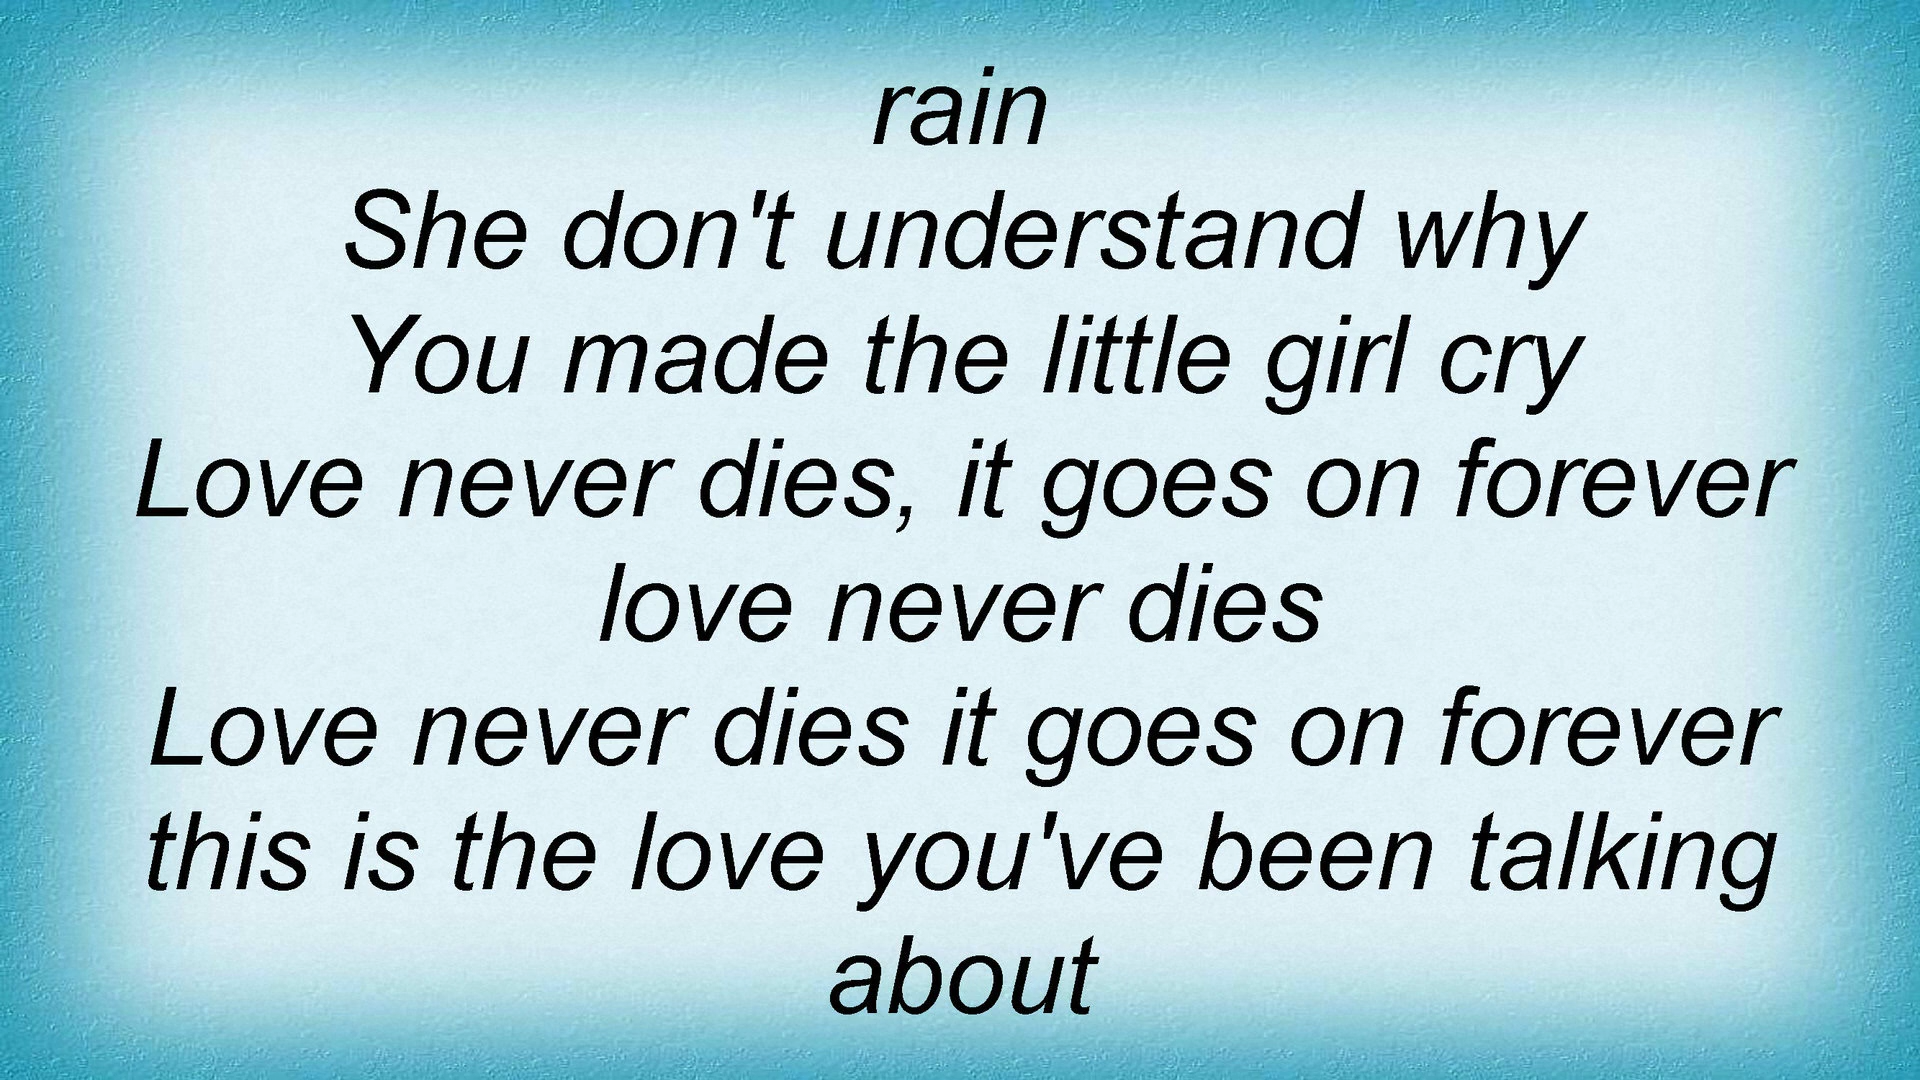 rain
She don't understand why
You made the little girl cry
Love never dies, it goes on forever
love never dies
Love never dies it goes on forever
this is the love you've been talking
about